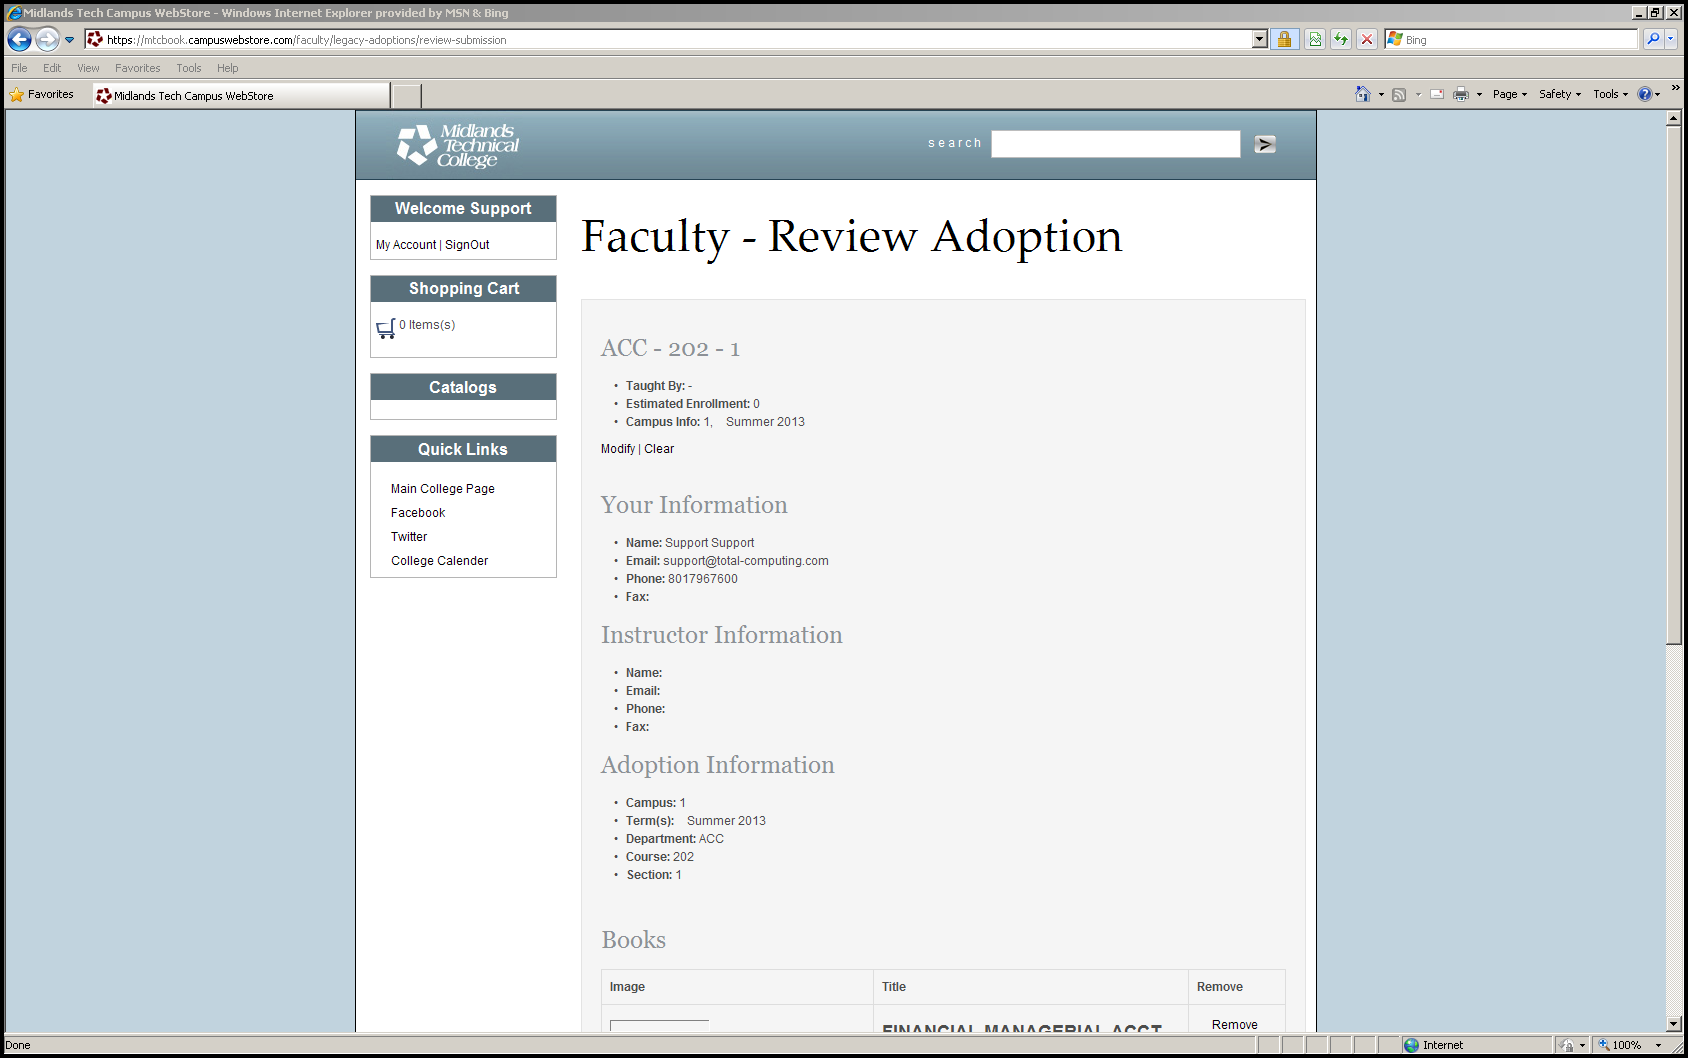 Midlands Tech Campus WebStore - Windows Internet Explorer provided by MSN & Bing
https://mtcbook.campuswebstore.com/faculty/legacy-adoptions/review-submission
Bing
File Edit View Favorites Tools Help
Favorites
Midlands Tech Campus WebStore
Page Safety Tools
Midlands
Technical
College
search
Welcome Support
My Account | SignOut
Shopping Cart
0 Items(s)
Catalogs
Quick Links
Main College Page
Facebook
Twitter
College Calender
Faculty - Review Adoption
ACC - 202 - 1
• Taught By: -
• Estimated Enrollment: 0
• Campus Info: 1, Summer 2013
Modify | Clear
Your Information
• Name: Support Support
• Email: support@total-computing.com
• Phone: 8017967600
• Fax:
Instructor Information
• Name:
• Email:
• Phone:
• Fax:
Adoption Information
• Campus: 1
• Term(s): Summer 2013
• Department: ACC
• Course: 202
• Section: 1
Books
Image Title Remove
FINANCIAL MANAGERIAL ACCT Remove
Done
Internet
100%